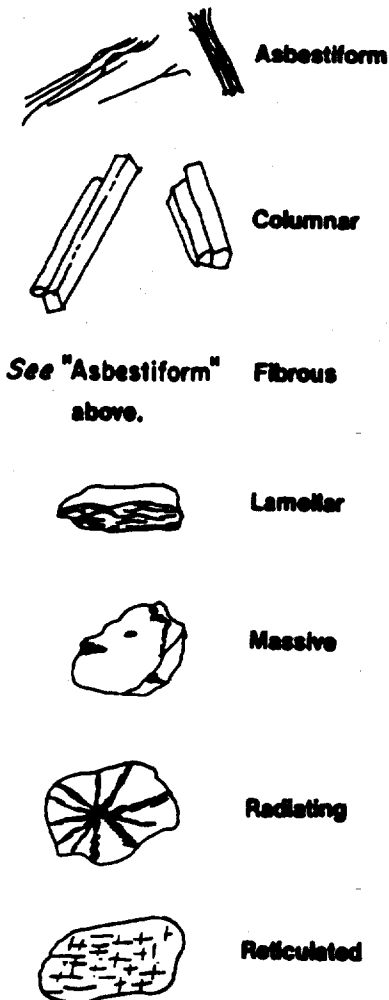 Asbestiform
Columnar
See "Asbestiform" Fibrous
above.
Lamellar
Massive
Radiating
Reticulated